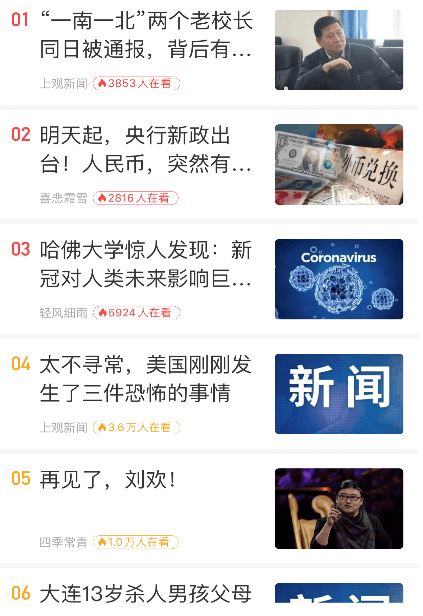 01 “一南一北”两个老校长
同日被通报，背后有...
上观新闻 3853人在看
02 明天起，央行新政出
台！人民币，突然有...
外币兑换
喜悲霜雪 2816人在看
03 哈佛大学惊人发现：新
冠对人类未来影响巨...
Coronavirus
轻风细雨 5924人在看
04 太不寻常，美国刚刚发
生了三件恐怖的事情
新闻
上观新闻 3.6万人在看
05 再见了，刘欢！
四季常青 1.0万人在看
06 大连13岁杀人男孩父母